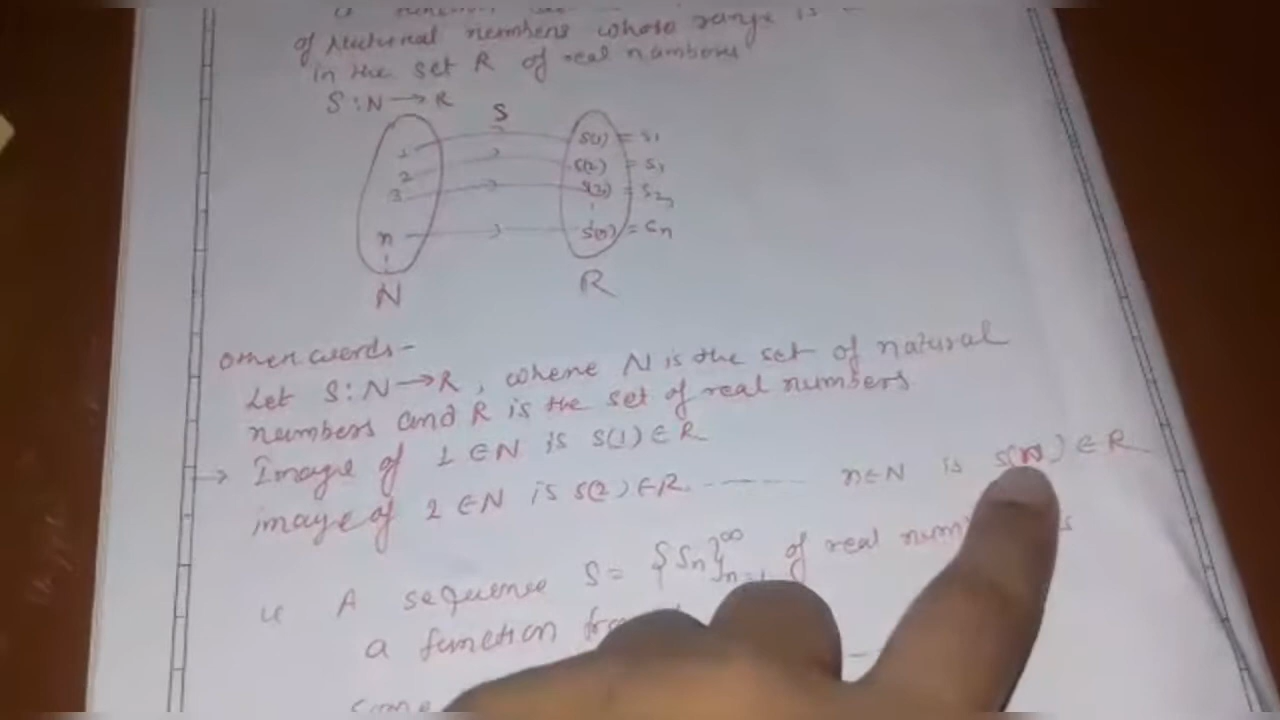 of Natural numbers whose range is
in the set R of real numbers
S : N → R
S
1
2
3
n
N
S(1) = S1
S(2) = S2
S(3) = S3
S(n) = Sn
R
other words-
Let S : N → R, where N is the set of natural
numbers and R is the set of real numbers
→ Image of 1 ∈ N is S(1) ∈ R
image of 2 ∈ N is S(2) ∈ R ------ n ∈ N is S(n) ∈ R
A sequence S = {Sn}∞n=1 of real
a function